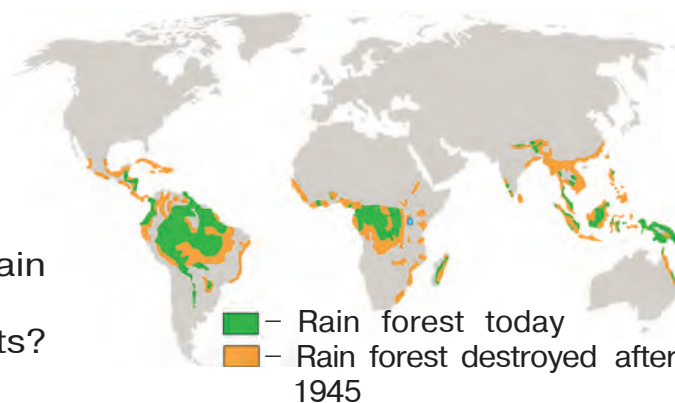 ain
ts?
– Rain forest today
– Rain forest destroyed after
1945